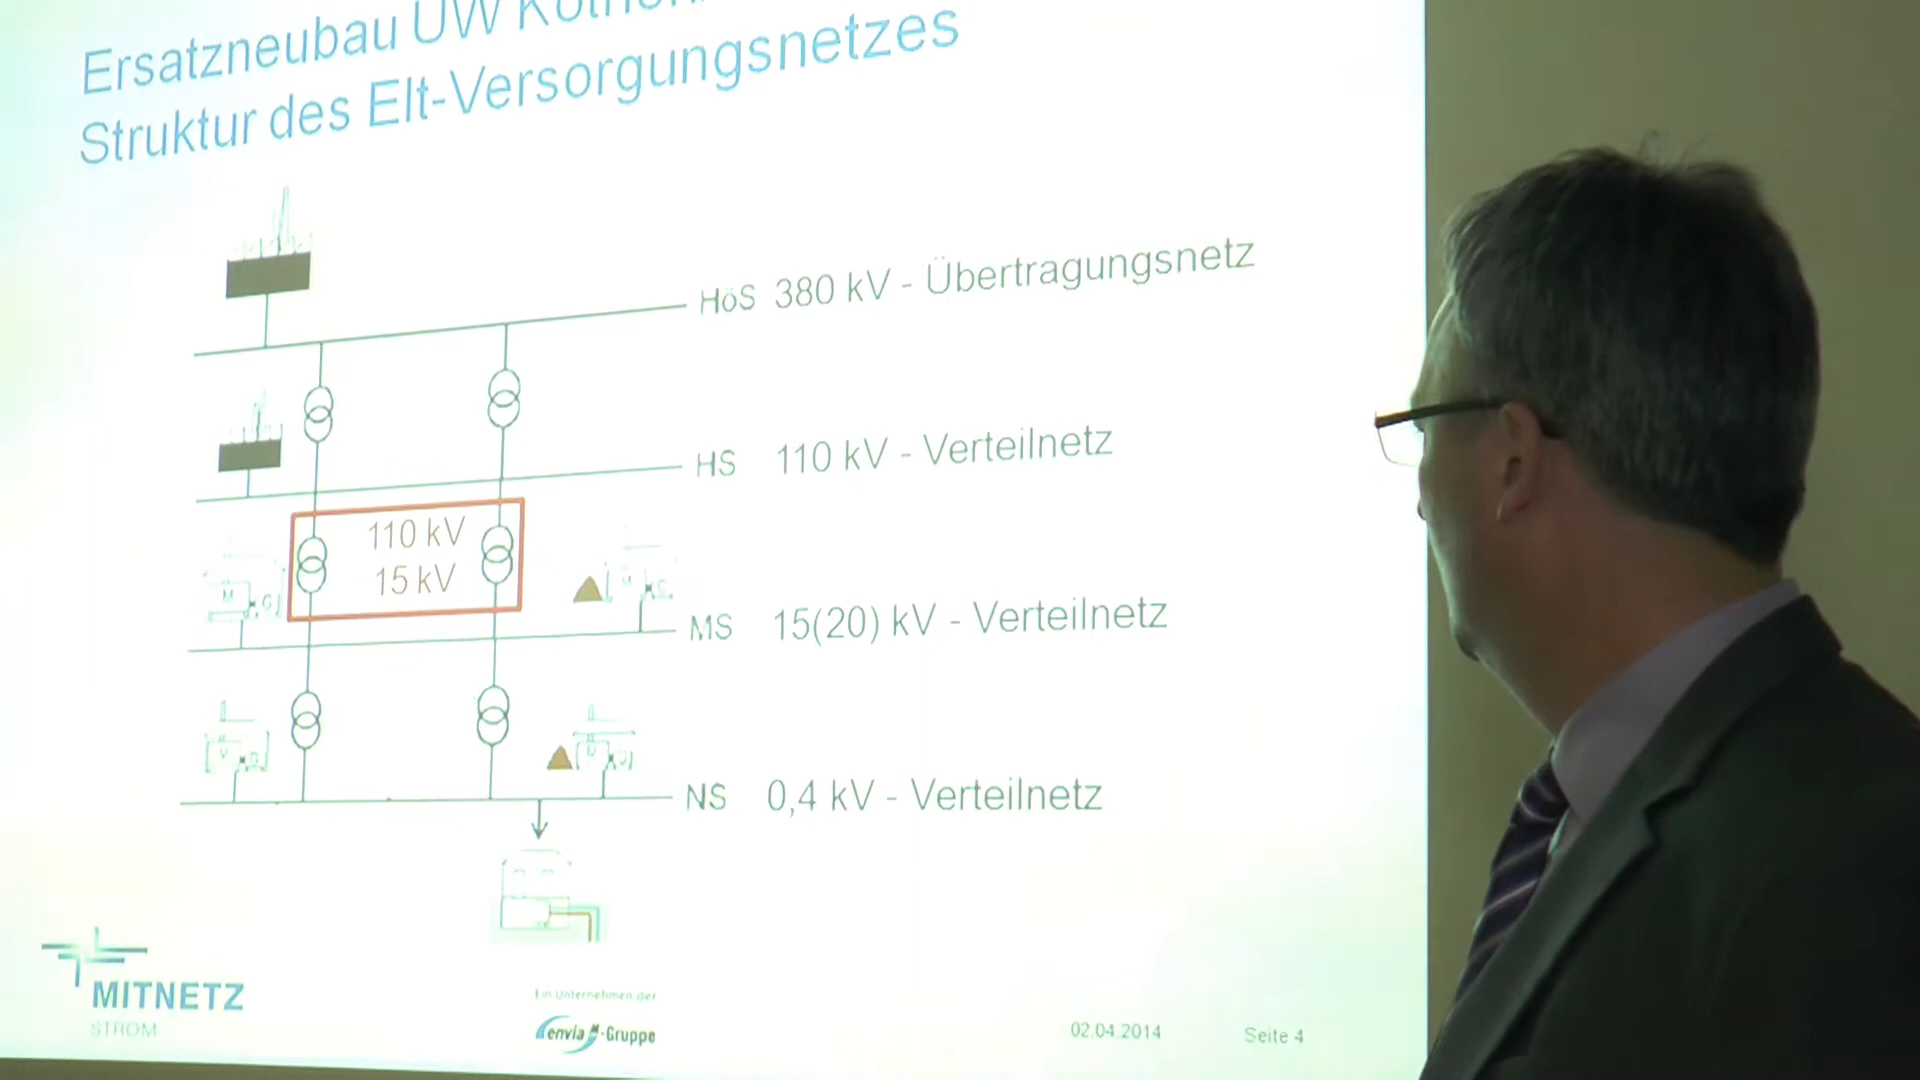 Ersatzneubau UW
Struktur des Elt-Versorgungsnetzes
HöS 380 kV - Übertragungsnetz
HS 110 kV - Verteilnetz
110 kV
15 kV
MS 15(20) kV - Verteilnetz
NS 0,4 kV - Verteilnetz
MITNETZ
STROM
Ein Unternehmen der
enviaM-Gruppe
02.04.2014 Seite 4